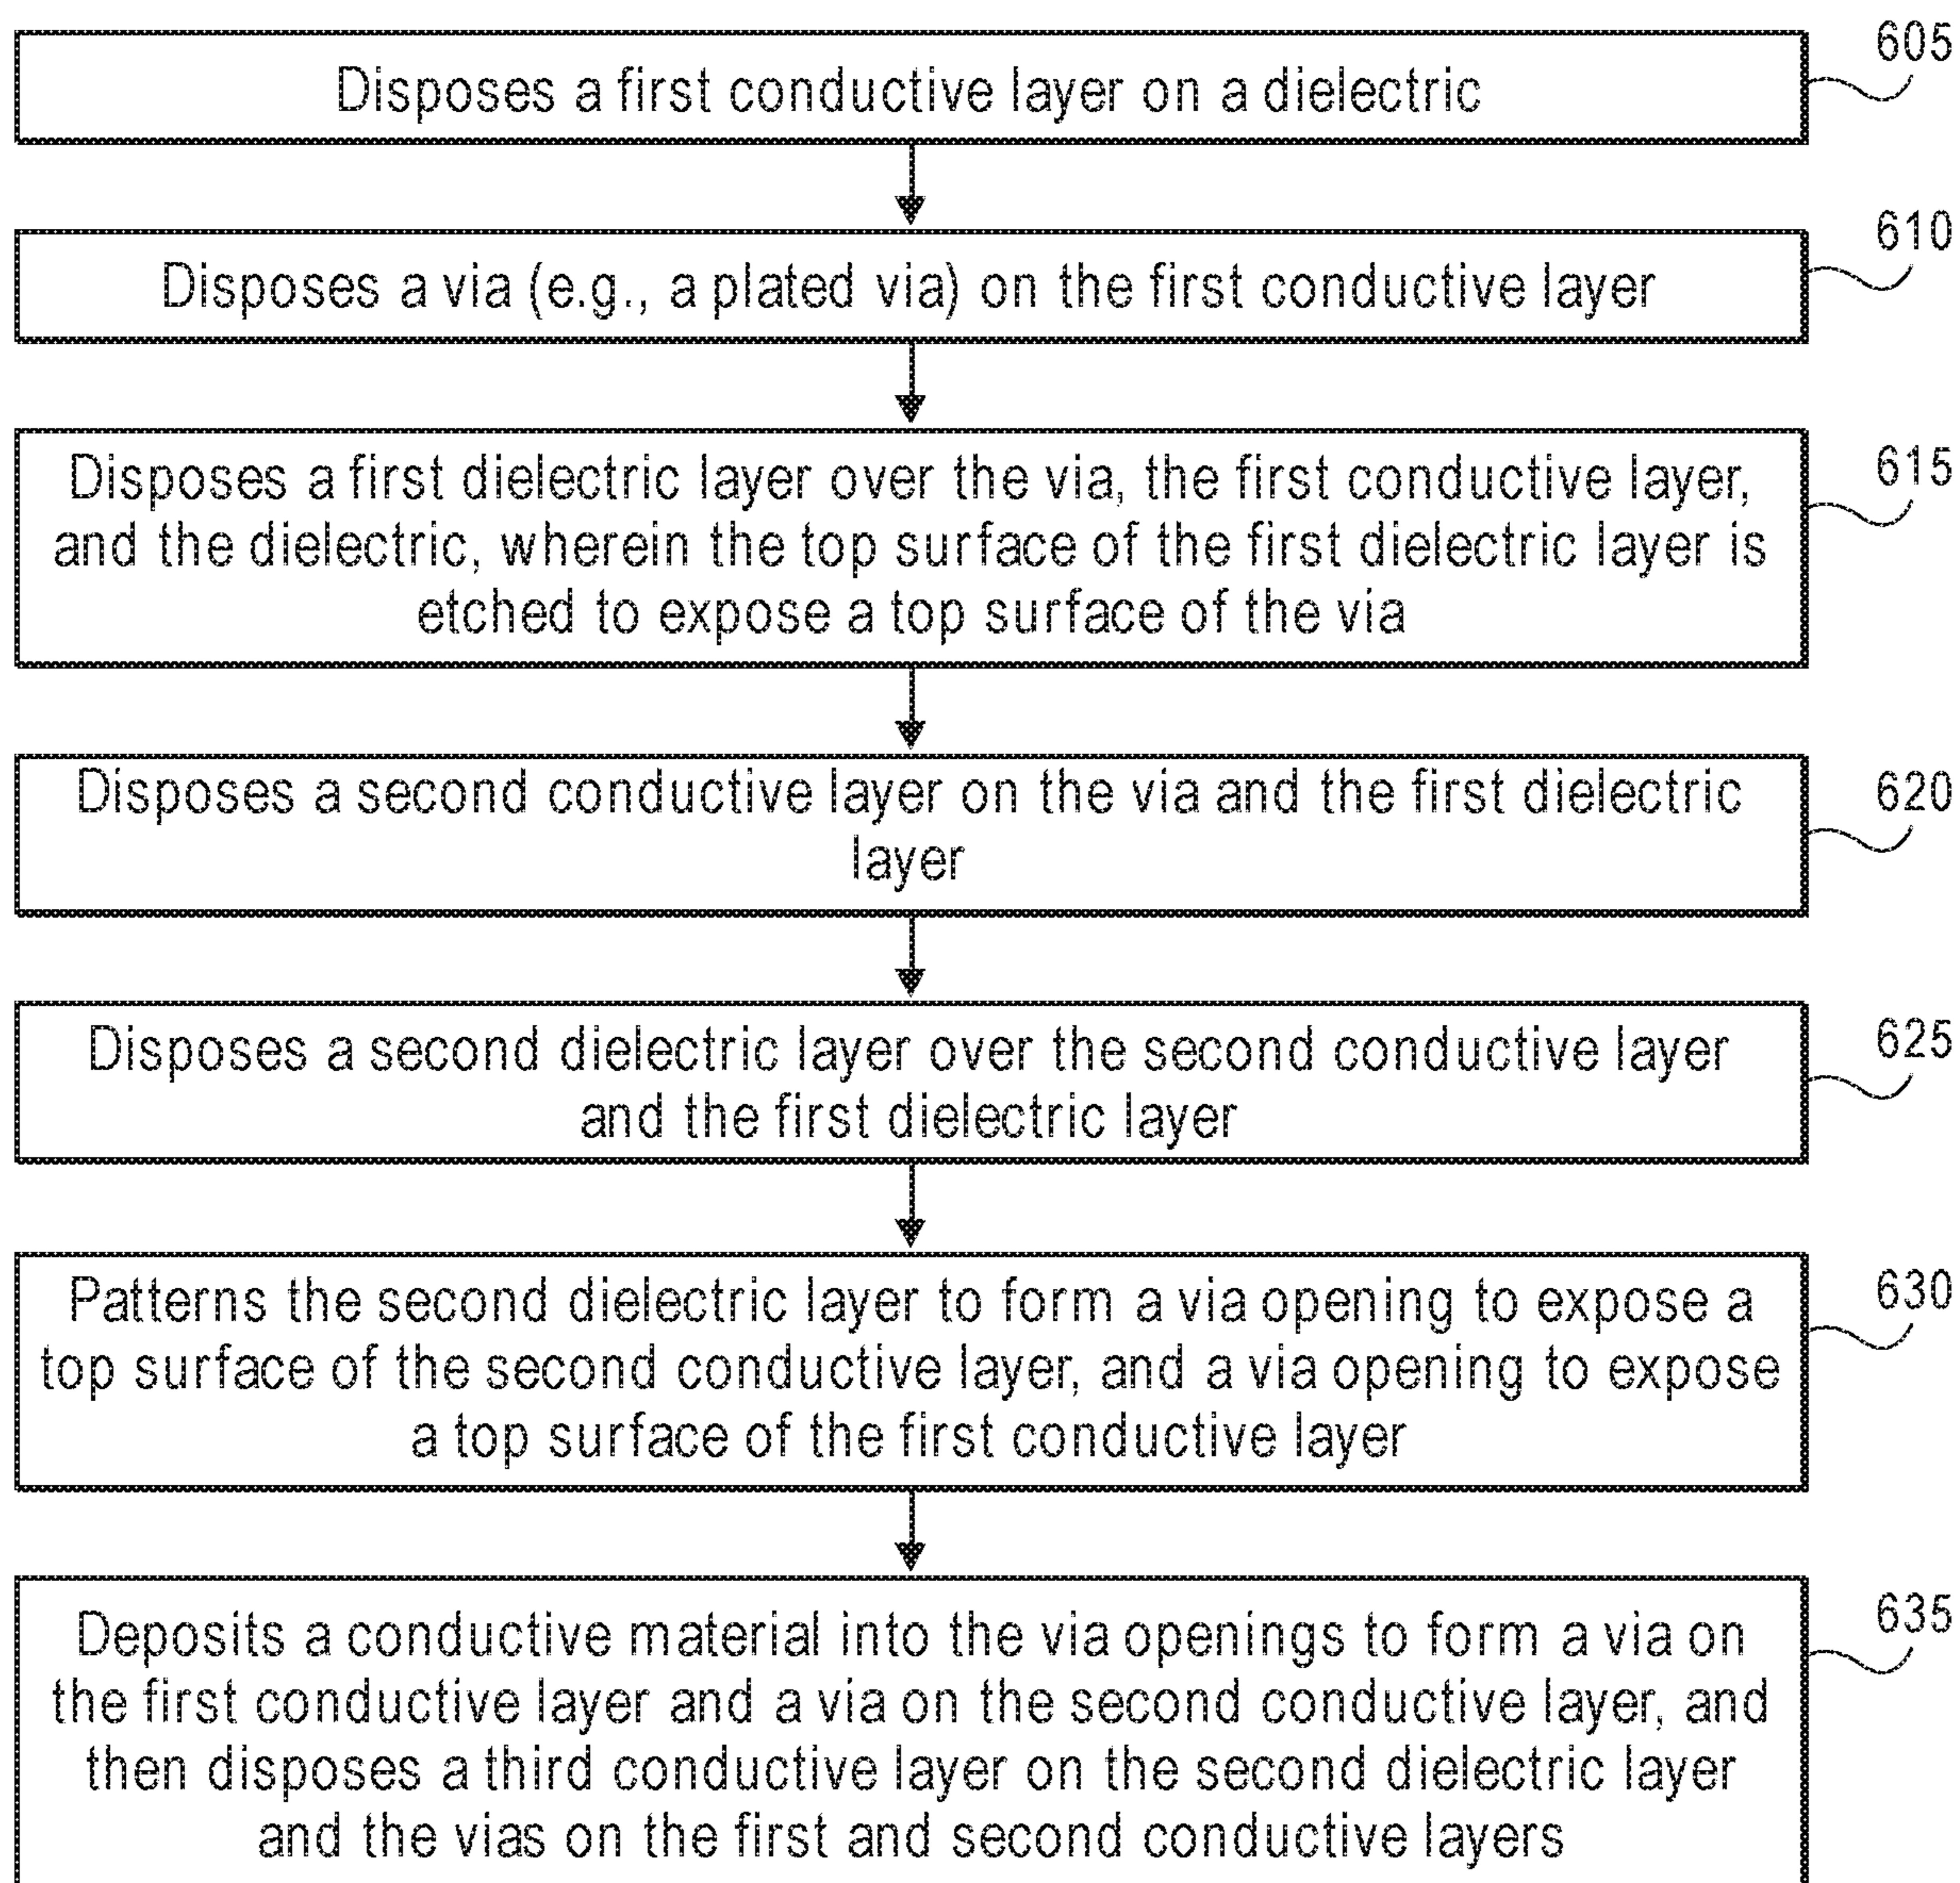 Disposes a first conductive layer on a dielectric
605
Disposes a via (e.g., a plated via) on the first conductive layer
610
Disposes a first dielectric layer over the via, the first conductive layer,
and the dielectric, wherein the top surface of the first dielectric layer is
etched to expose a top surface of the via
615
Disposes a second conductive layer on the via and the first dielectric
layer
620
Disposes a second dielectric layer over the second conductive layer
and the first dielectric layer
625
Patterns the second dielectric layer to form a via opening to expose a
top surface of the second conductive layer, and a via opening to expose
a top surface of the first conductive layer
630
Deposits a conductive material into the via openings to form a via on
the first conductive layer and a via on the second conductive layer, and
then disposes a third conductive layer on the second dielectric layer
and the vias on the first and second conductive layers
635